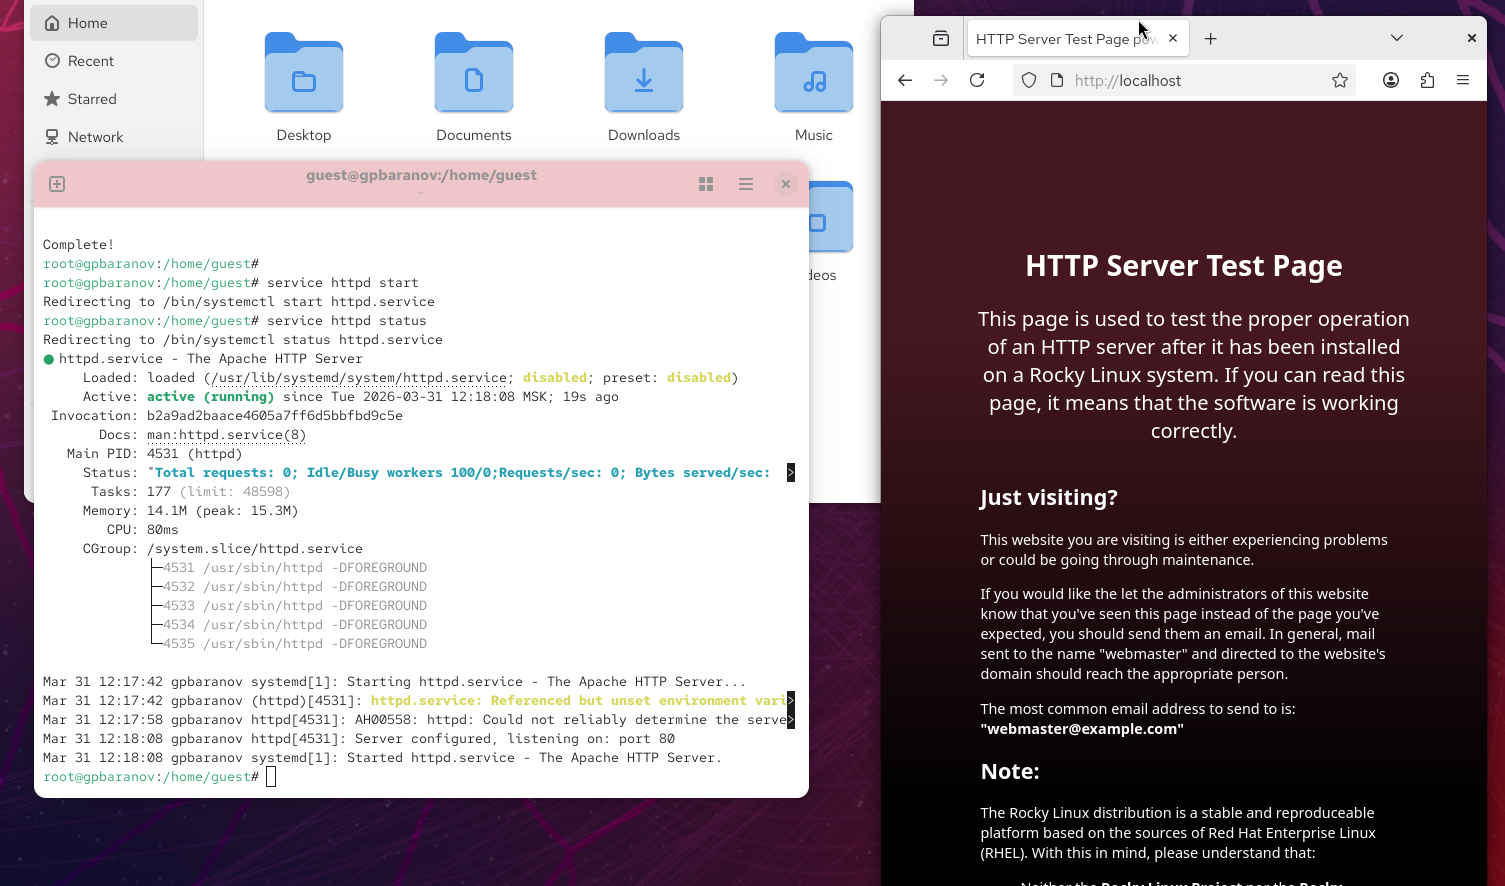 Home
Recent
Starred
Network
Desktop
Documents
Downloads
Music
deos
guest@gpbaranov:/home/guest
~
Complete!
root@gpbaranov:/home/guest#
root@gpbaranov:/home/guest# service httpd start
Redirecting to /bin/systemctl start httpd.service
root@gpbaranov:/home/guest# service httpd status
Redirecting to /bin/systemctl status httpd.service
● httpd.service - The Apache HTTP Server
Loaded: loaded (/usr/lib/systemd/system/httpd.service; disabled; preset: disabled)
Active: active (running) since Tue 2026-03-31 12:18:08 MSK; 19s ago
Invocation: b2a9ad2baace4605a7ff6d5bbfbd9c5e
Docs: man:httpd.service(8)
Main PID: 4531 (httpd)
Status: "Total requests: 0; Idle/Busy workers 100/0;Requests/sec: 0; Bytes served/sec: >
Tasks: 177 (limit: 48598)
Memory: 14.1M (peak: 15.3M)
CPU: 80ms
CGroup: /system.slice/httpd.service
├─4531 /usr/sbin/httpd -DFOREGROUND
├─4532 /usr/sbin/httpd -DFOREGROUND
├─4533 /usr/sbin/httpd -DFOREGROUND
├─4534 /usr/sbin/httpd -DFOREGROUND
└─4535 /usr/sbin/httpd -DFOREGROUND
Mar 31 12:17:42 gpbaranov systemd[1]: Starting httpd.service - The Apache HTTP Server...
Mar 31 12:17:42 gpbaranov (httpd)[4531]: httpd.service: Referenced but unset environment vari>
Mar 31 12:17:58 gpbaranov httpd[4531]: AH00558: httpd: Could not reliably determine the serve>
Mar 31 12:18:08 gpbaranov httpd[4531]: Server configured, listening on: port 80
Mar 31 12:18:08 gpbaranov systemd[1]: Started httpd.service - The Apache HTTP Server.
root@gpbaranov:/home/guest#
HTTP Server Test Page pow
http://localhost
HTTP Server Test Page
This page is used to test the proper operation
of an HTTP server after it has been installed
on a Rocky Linux system. If you can read this
page, it means that the software is working
correctly.
Just visiting?
This website you are visiting is either experiencing problems
or could be going through maintenance.
If you would like the let the administrators of this website
know that you've seen this page instead of the page you've
expected, you should send them an email. In general, mail
sent to the name "webmaster" and directed to the website's
domain should reach the appropriate person.
The most common email address to send to is:
"webmaster@example.com"
Note:
The Rocky Linux distribution is a stable and reproduceable
platform based on the sources of Red Hat Enterprise Linux
(RHEL). With this in mind, please understand that:
Neither the Rocky Linux Project nor the Rocky